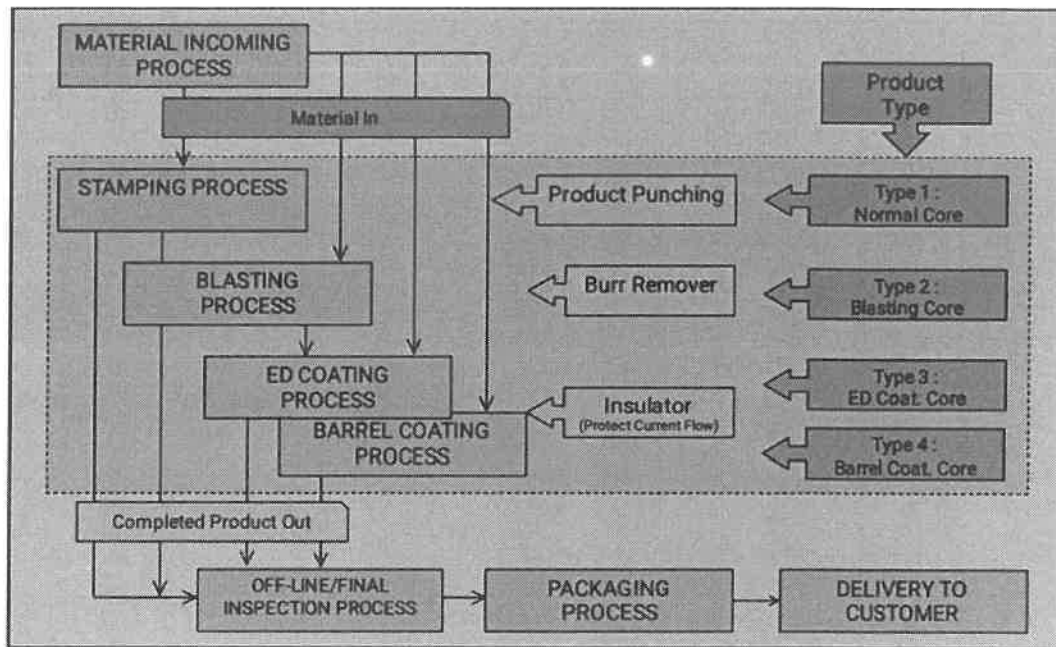 MATERIAL INCOMING
PROCESS
Material In
Product
Type
STAMPING PROCESS
Product Punching
Type 1 :
Normal Core
BLASTING
PROCESS
Burr Remover
Type 2 :
Blasting Core
ED COATING
PROCESS
Insulator
(Protect Current Flow)
Type 3 :
ED Coat. Core
BARREL COATING
PROCESS
Type 4 :
Barrel Coat. Core
Completed Product Out
OFF-LINE/FINAL
INSPECTION PROCESS
PACKAGING
PROCESS
DELIVERY TO
CUSTOMER